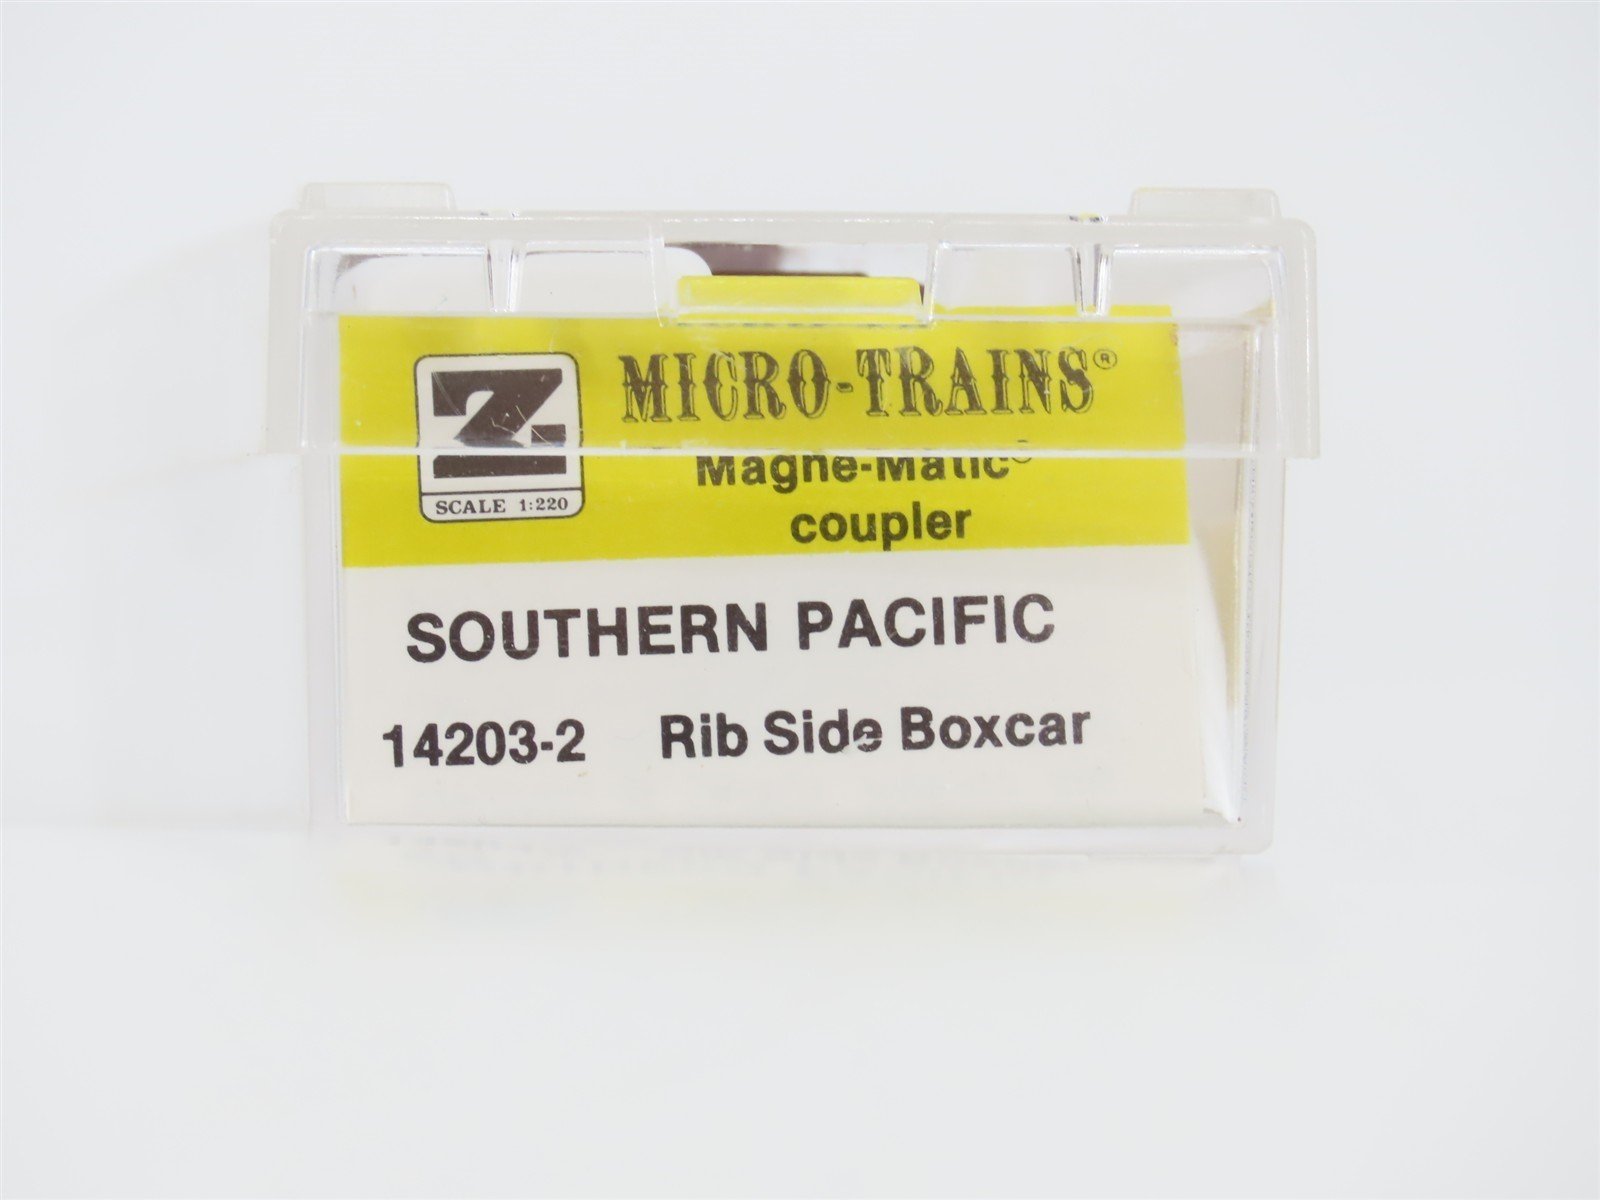 Z
SCALE 1:220
MICRO-TRAINS®
Magne-Matic®
coupler
SOUTHERN PACIFIC
14203-2 Rib Side Boxcar